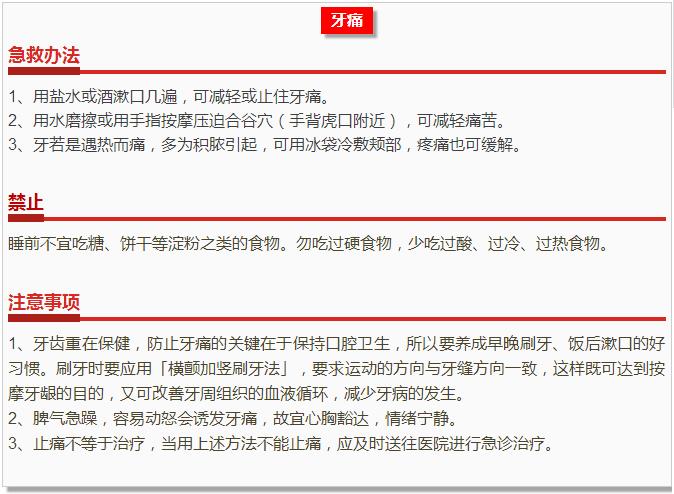 牙痛
急救办法
1、用盐水或酒漱口几遍，可减轻或止住牙痛。
2、用水磨擦或用手指按摩压迫合谷穴（手背虎口附近），可减轻痛苦。
3、牙若是遇热而痛，多为积脓引起，可用冰袋冷敷颊部，疼痛也可缓解。
禁止
睡前不宜吃糖、饼干等淀粉之类的食物。勿吃过硬食物，少吃过酸、过冷、过热食物。
注意事项
1、牙齿重在保健，防止牙痛的关键在于保持口腔卫生，所以要养成早晚刷牙、饭后漱口的好
习惯。刷牙时要应用「横颤加竖刷牙法」，要求运动的方向与牙缝方向一致，这样既可达到按
摩牙龈的目的，又可改善牙周组织的血液循环，减少牙病的发生。
2、脾气急躁，容易动怒会诱发牙痛，故宜心胸豁达，情绪宁静。
3、止痛不等于治疗，当用上述方法不能止痛，应及时送往医院进行急诊治疗。